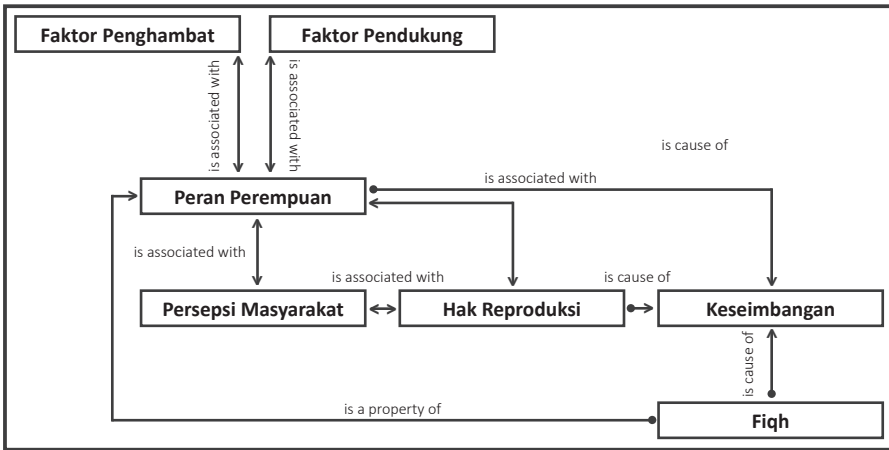 Faktor Penghambat
Faktor Pendukung
is associated with
is associated with
is cause of
is associated with
Peran Perempuan
is associated with
is associated with
is cause of
Persepsi Masyarakat
Hak Reproduksi
Keseimbangan
is cause of
is a property of
Fiqh